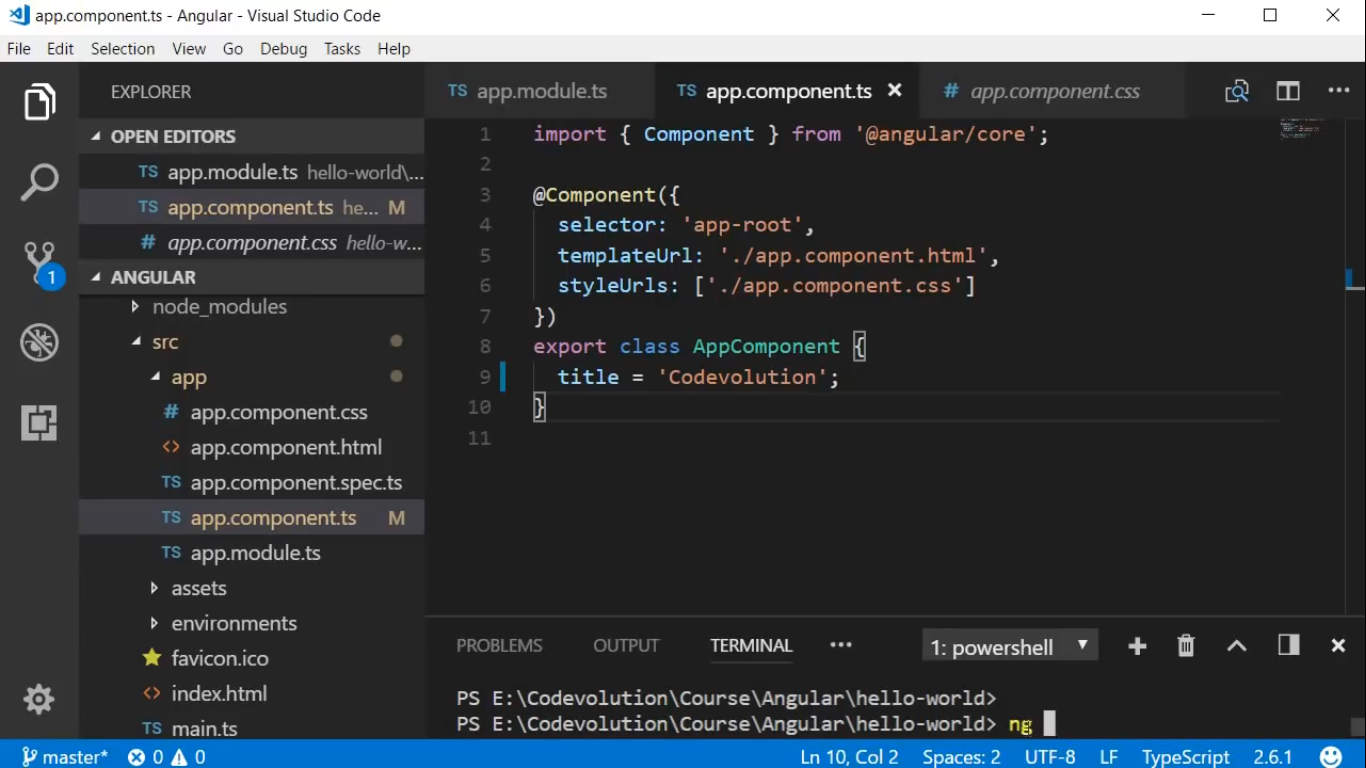 app.component.ts - Angular - Visual Studio Code
File Edit Selection View Go Debug Tasks Help
EXPLORER
OPEN EDITORS
TS app.module.ts hello-world\...
TS app.component.ts he... M
# app.component.css hello-w...
1
ANGULAR
node_modules
src
app
# app.component.css
<> app.component.html
TS app.component.spec.ts
TS app.component.ts M
TS app.module.ts
assets
environments
favicon.ico
<> index.html
TS main.ts
TS app.module.ts TS app.component.ts # app.component.css
1 import { Component } from '@angular/core';
2
3 @Component({
4 selector: 'app-root',
5 templateUrl: './app.component.html',
6 styleUrls: ['./app.component.css']
7 })
8 export class AppComponent {
9 title = 'Codevolution';
10 }
11
PROBLEMS OUTPUT TERMINAL ••• 1: powershell
PS E:\Codevolution\Course\Angular\hello-world>
PS E:\Codevolution\Course\Angular\hello-world> ng
master* 0 0 Ln 10, Col 2 Spaces: 2 UTF-8 LF TypeScript 2.6.1